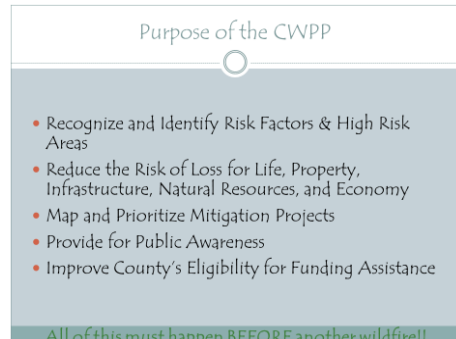 Purpose of the CWPP
• Recognize and Identify Risk Factors & High Risk
Areas
• Reduce the Risk of Loss for Life, Property,
Infrastructure, Natural Resources, and Economy
• Map and Prioritize Mitigation Projects
• Provide for Public Awareness
• Improve County's Eligibility for Funding Assistance
All of this must happen BEFORE another wildfire!!